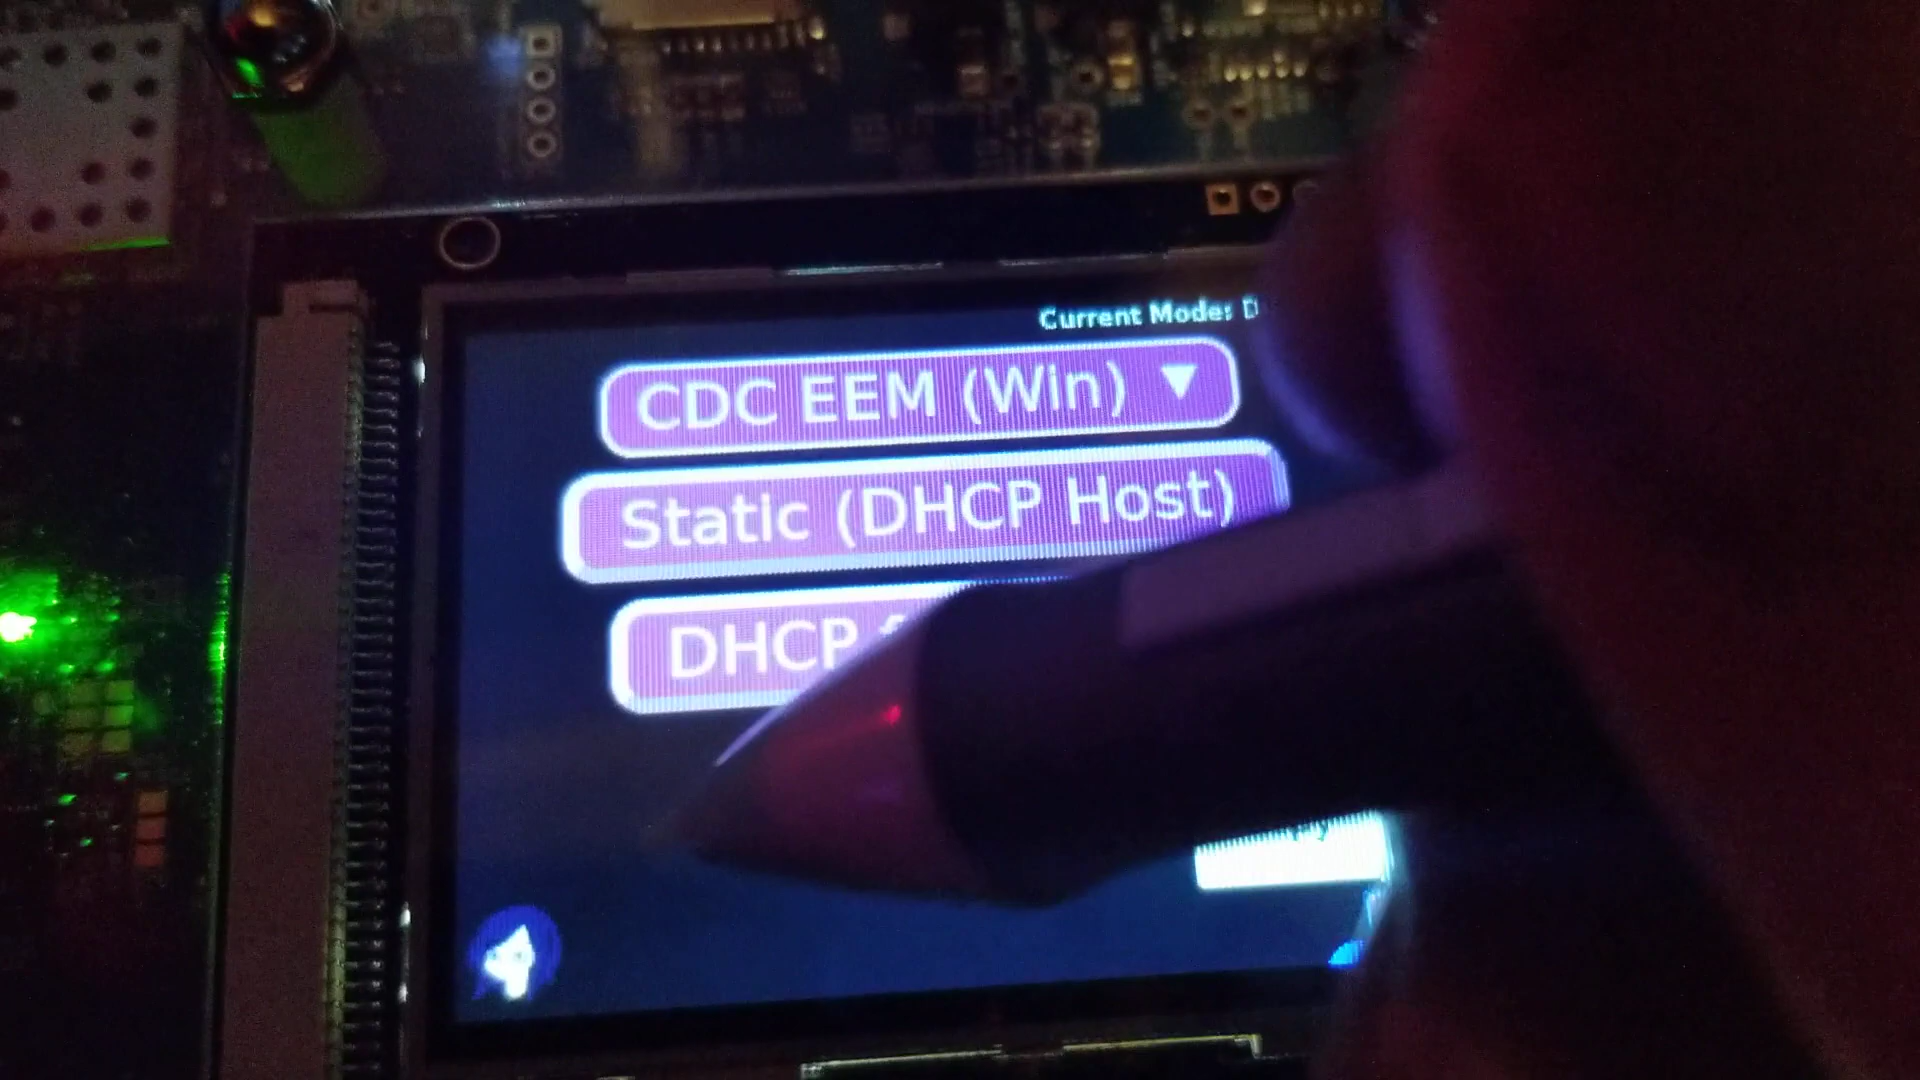 Current Mode: D
CDC EEM (Win) ▼
Static (DHCP Host)
DHCP